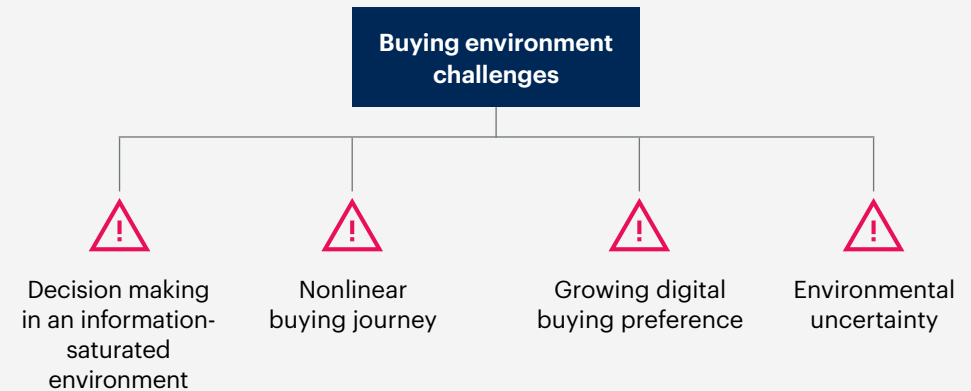 Buying environment
challenges
Decision making
in an information-
saturated
environment
Nonlinear
buying journey
Growing digital
buying preference
Environmental
uncertainty